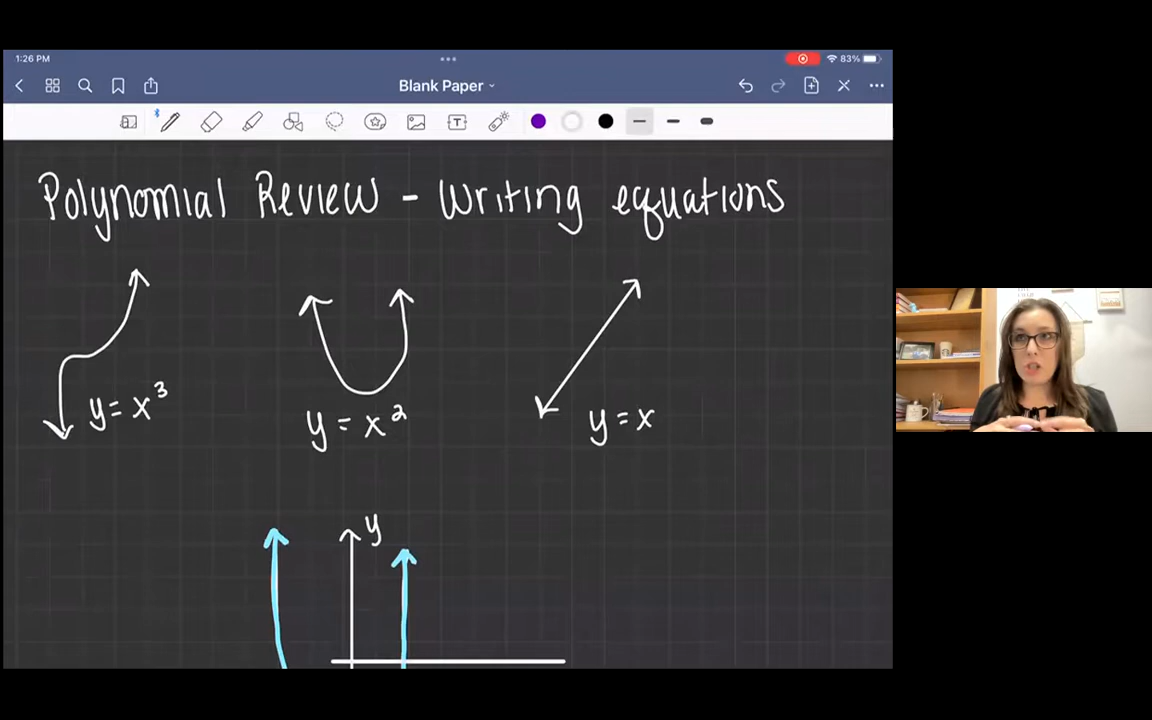 1:26 PM
83%
Blank Paper
Polynomial Review - Writing equations
y = x³
y = x²
y = x
y